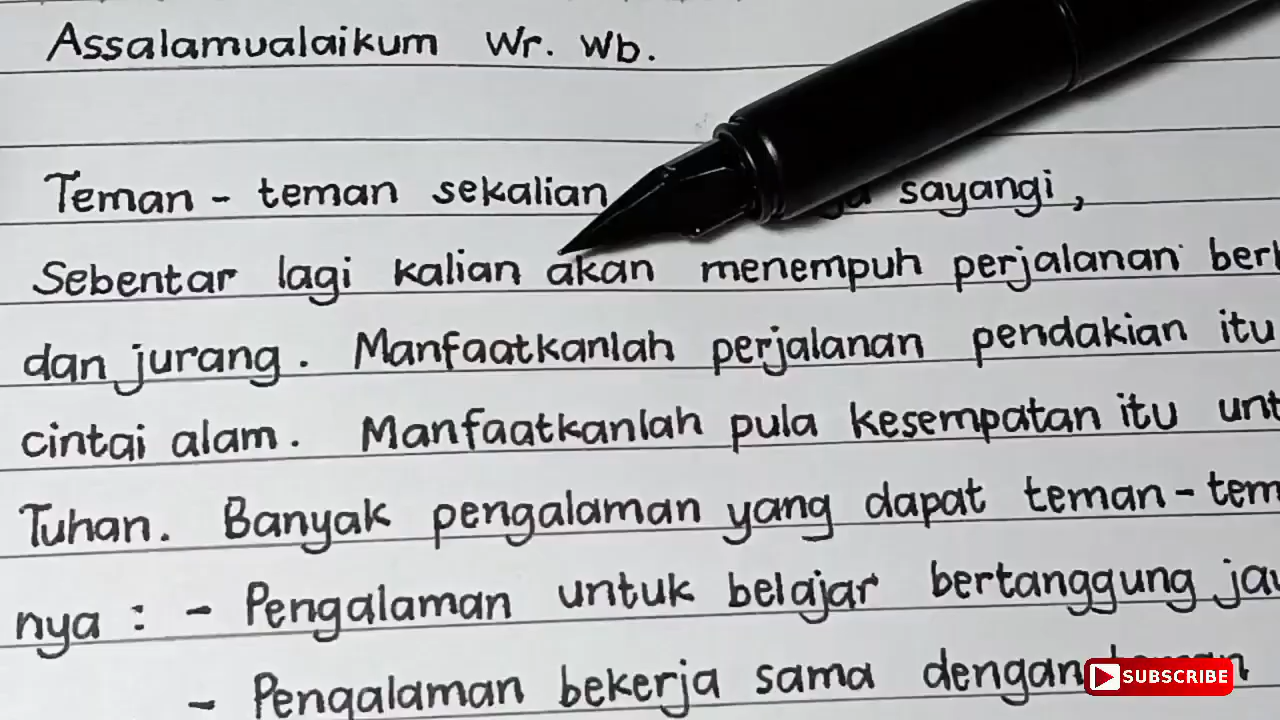 Assalamualaikum Wr. Wb.
Teman - teman sekalian sayangi,
Sebentar lagi kalian akan menempuh perjalanan
dan jurang. Manfaatkanlah perjalanan pendakian itu
cintai alam. Manfaatkanlah pula kesempatan itu
Tuhan. Banyak pengalaman yang dapat teman -
nya : - Pengalaman untuk belajar bertanggung
- Pengalaman bekerja sama dengan
SUBSCRIBE